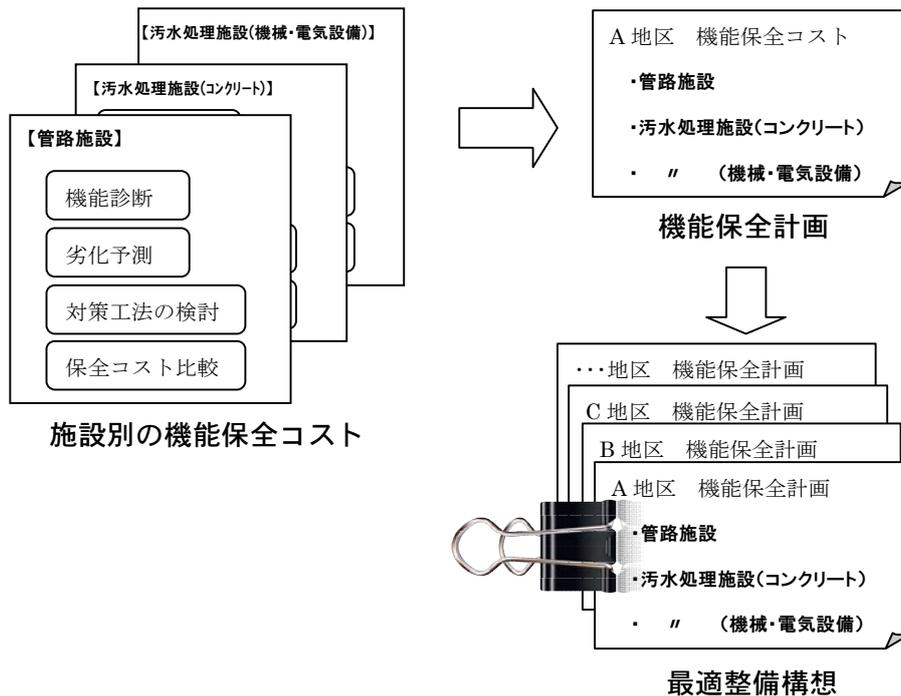 【汚水処理施設(機械・電気設備)】
【汚水処理施設(コンクリート)】
【管路施設】
機能診断
劣化予測
対策工法の検討
保全コスト比較
施設別の機能保全コスト
A 地区　機能保全コスト
・管路施設
・汚水処理施設(コンクリート)
・　〃　（機械・電気設備）
機能保全計画
・・・地区　機能保全計画
C 地区　機能保全計画
B 地区　機能保全計画
A 地区　機能保全計画
・管路施設
・汚水処理施設(コンクリート)
・　〃　（機械・電気設備）
最適整備構想